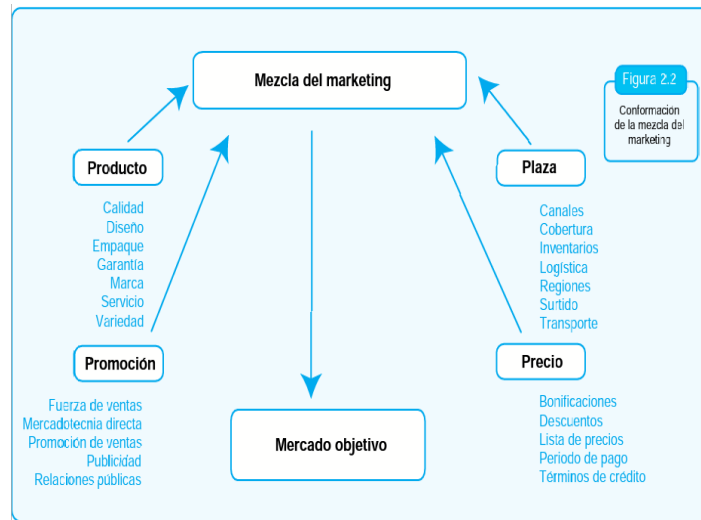 Mezcla del marketing
Figura 2.2
Conformación
de la mezcla del
marketing
Producto
Calidad
Diseño
Empaque
Garantía
Marca
Servicio
Variedad
Plaza
Canales
Cobertura
Inventarios
Logística
Regiones
Surtido
Transporte
Promoción
Fuerza de ventas
Mercadotecnia directa
Promoción de ventas
Publicidad
Relaciones públicas
Precio
Bonificaciones
Descuentos
Lista de precios
Periodo de pago
Términos de crédito
Mercado objetivo